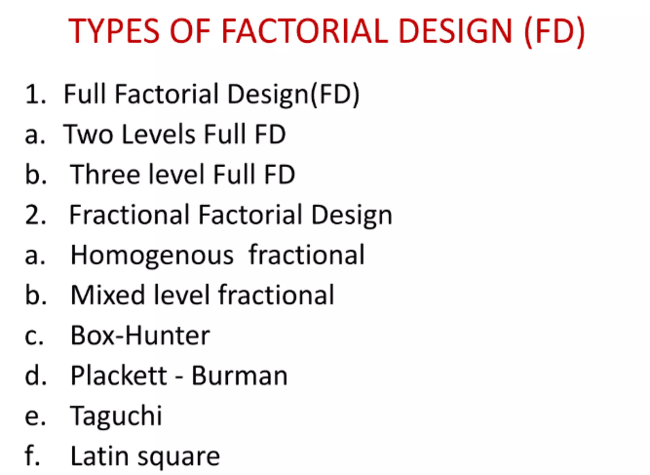 TYPES OF FACTORIAL DESIGN (FD)
1. Full Factorial Design(FD)
a. Two Levels Full FD
b. Three level Full FD
2. Fractional Factorial Design
a. Homogenous fractional
b. Mixed level fractional
c. Box-Hunter
d. Plackett - Burman
e. Taguchi
f. Latin square